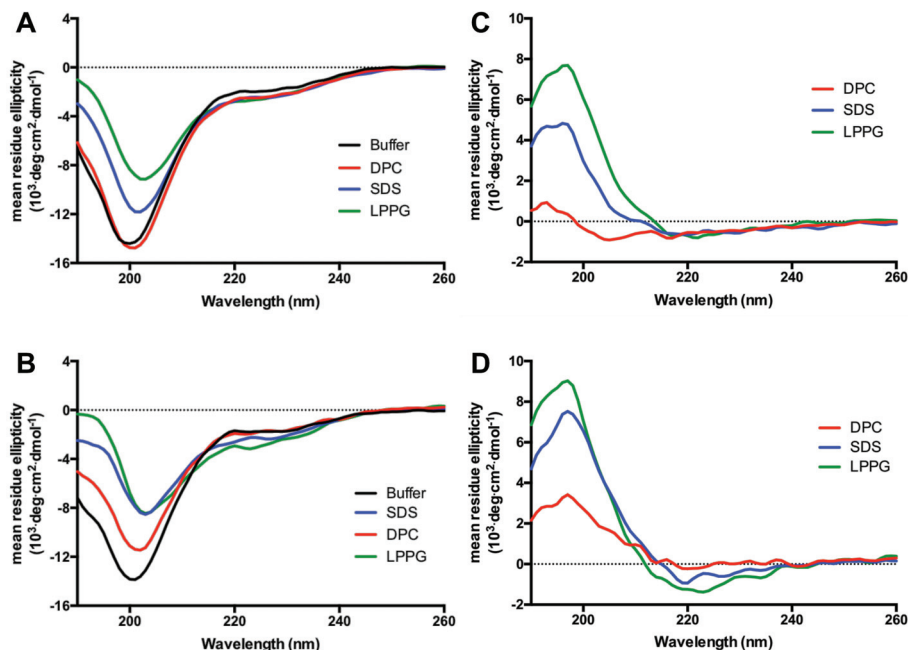 A
mean residue ellipticity
(10³·deg·cm²·dmol⁻¹)
4
0
-4
-8
-12
-16
200
220
240
260
Wavelength (nm)
Buffer
DPC
SDS
LPPG
C
mean residue ellipticity
(10³·deg·cm²·dmol⁻¹)
10
8
6
4
2
0
-2
200
220
240
260
Wavelength (nm)
DPC
SDS
LPPG
B
mean residue ellipticity
(10³·deg·cm²·dmol⁻¹)
4
0
-4
-8
-12
-16
200
220
240
260
Wavelength (nm)
Buffer
SDS
DPC
LPPG
D
mean residue ellipticity
(10³·deg·cm²·dmol⁻¹)
10
8
6
4
2
0
-2
200
220
240
260
Wavelength (nm)
DPC
SDS
LPPG